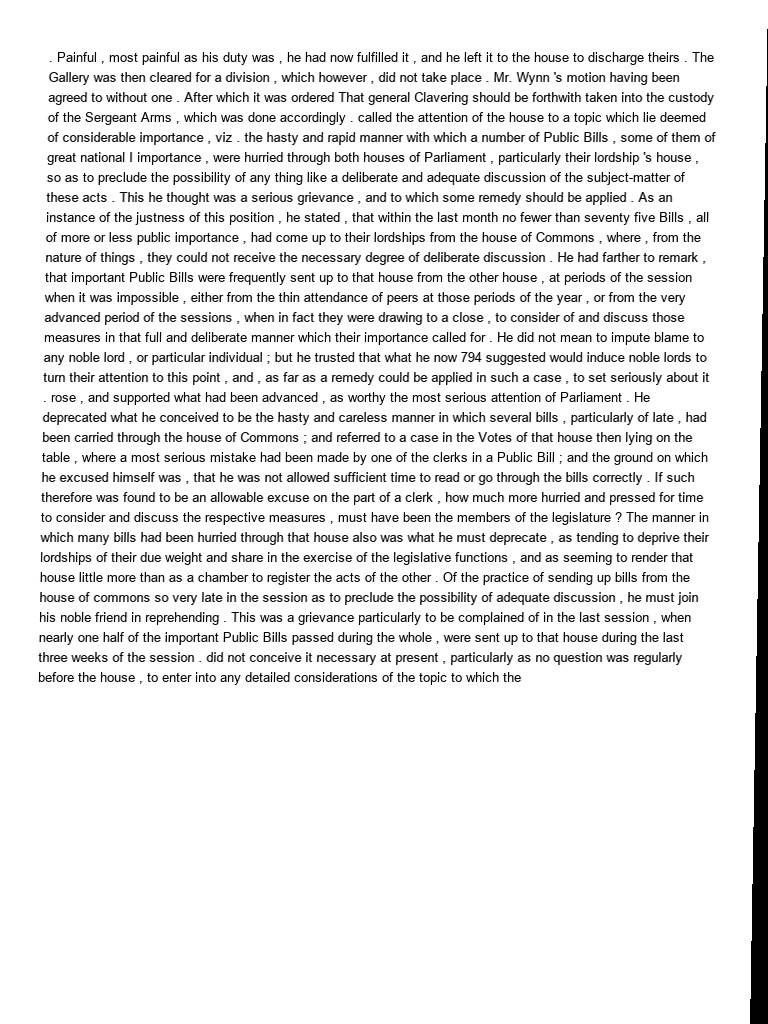 . Painful , most painful as his duty was , he had now fulfilled it , and he left it to the house to discharge theirs . The
Gallery was then cleared for a division , which however , did not take place . Mr. Wynn 's motion having been
agreed to without one . After which it was ordered That general Clavering should be forthwith taken into the custody
of the Sergeant Arms , which was done accordingly . called the attention of the house to a topic which lie deemed
of considerable importance , viz . the hasty and rapid manner with which a number of Public Bills , some of them of
great national I importance , were hurried through both houses of Parliament , particularly their lordship 's house ,
so as to preclude the possibility of any thing like a deliberate and adequate discussion of the subject-matter of
these acts . This he thought was a serious grievance , and to which some remedy should be applied . As an
instance of the justness of this position , he stated , that within the last month no fewer than seventy five Bills , all
of more or less public importance , had come up to their lordships from the house of Commons , where , from the
nature of things , they could not receive the necessary degree of deliberate discussion . He had farther to remark ,
that important Public Bills were frequently sent up to that house from the other house , at periods of the session
when it was impossible , either from the thin attendance of peers at those periods of the year , or from the very
advanced period of the sessions , when in fact they were drawing to a close , to consider of and discuss those
measures in that full and deliberate manner which their importance called for . He did not mean to impute blame to
any noble lord , or particular individual ; but he trusted that what he now 794 suggested would induce noble lords to
turn their attention to this point , and , as far as a remedy could be applied in such a case , to set seriously about it
. rose , and supported what had been advanced , as worthy the most serious attention of Parliament . He
deprecated what he conceived to be the hasty and careless manner in which several bills , particularly of late , had
been carried through the house of Commons ; and referred to a case in the Votes of that house then lying on the
table , where a most serious mistake had been made by one of the clerks in a Public Bill ; and the ground on which
he excused himself was , that he was not allowed sufficient time to read or go through the bills correctly . If such
therefore was found to be an allowable excuse on the part of a clerk , how much more hurried and pressed for time
to consider and discuss the respective measures , must have been the members of the legislature ? The manner in
which many bills had been hurried through that house also was what he must deprecate , as tending to deprive their
lordships of their due weight and share in the exercise of the legislative functions , and as seeming to render that
house little more than as a chamber to register the acts of the other . Of the practice of sending up bills from the
house of commons so very late in the session as to preclude the possibility of adequate discussion , he must join
his noble friend in reprehending . This was a grievance particularly to be complained of in the last session , when
nearly one half of the important Public Bills passed during the whole , were sent up to that house during the last
three weeks of the session . did not conceive it necessary at present , particularly as no question was regularly
before the house , to enter into any detailed considerations of the topic to which the